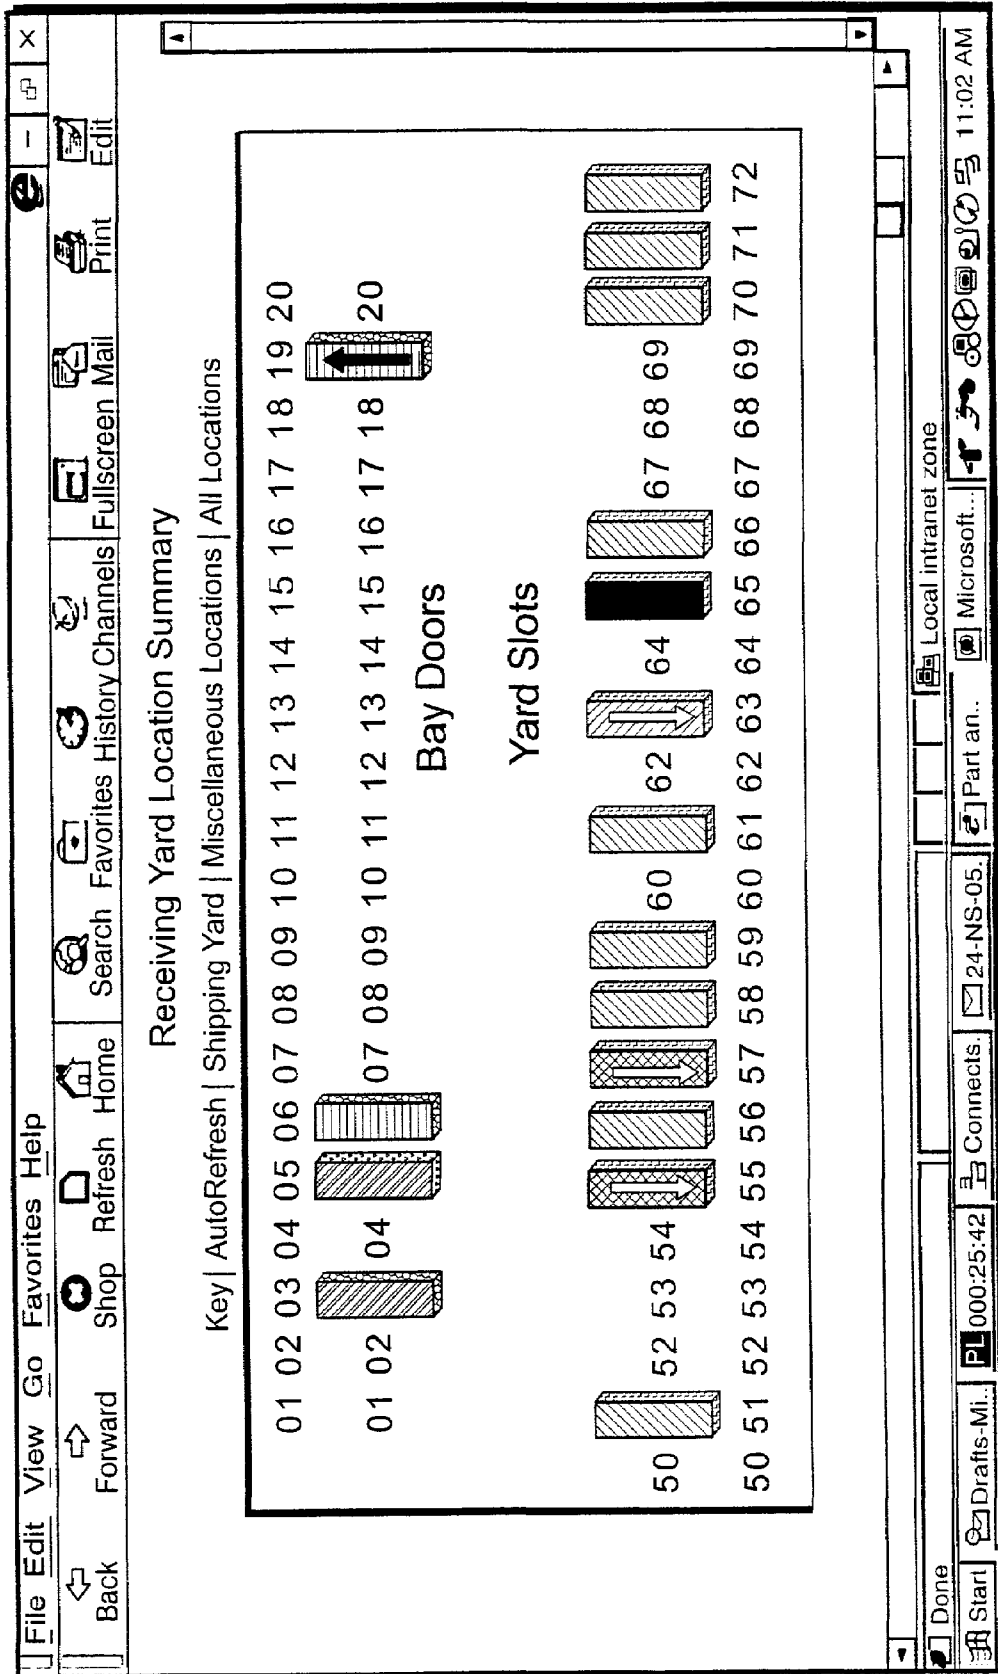 File Edit View Go Favorites Help
Back Forward Shop Refresh Home Search Favorites History Channels Fullscreen Mail Print Edit
Receiving Yard Location Summary
Key | AutoRefresh | Shipping Yard | Miscellaneous Locations | All Locations
01 02 03 04 05 06 07 08 09 10 11 12 13 14 15 16 17 18 19 20
01 02 04 07 08 09 10 11 12 13 14 15 16 17 18 20
Bay Doors
Yard Slots
50 52 53 54 60 62 64 67 68 69
50 51 52 53 54 55 56 57 58 59 60 61 62 63 64 65 66 67 68 69 70 71 72
Done Local intranet zone
Start Drafts-Mi.. PL 000:25:42 Connects. 24-NS-05. Part an.. Microsoft... 11:02 AM